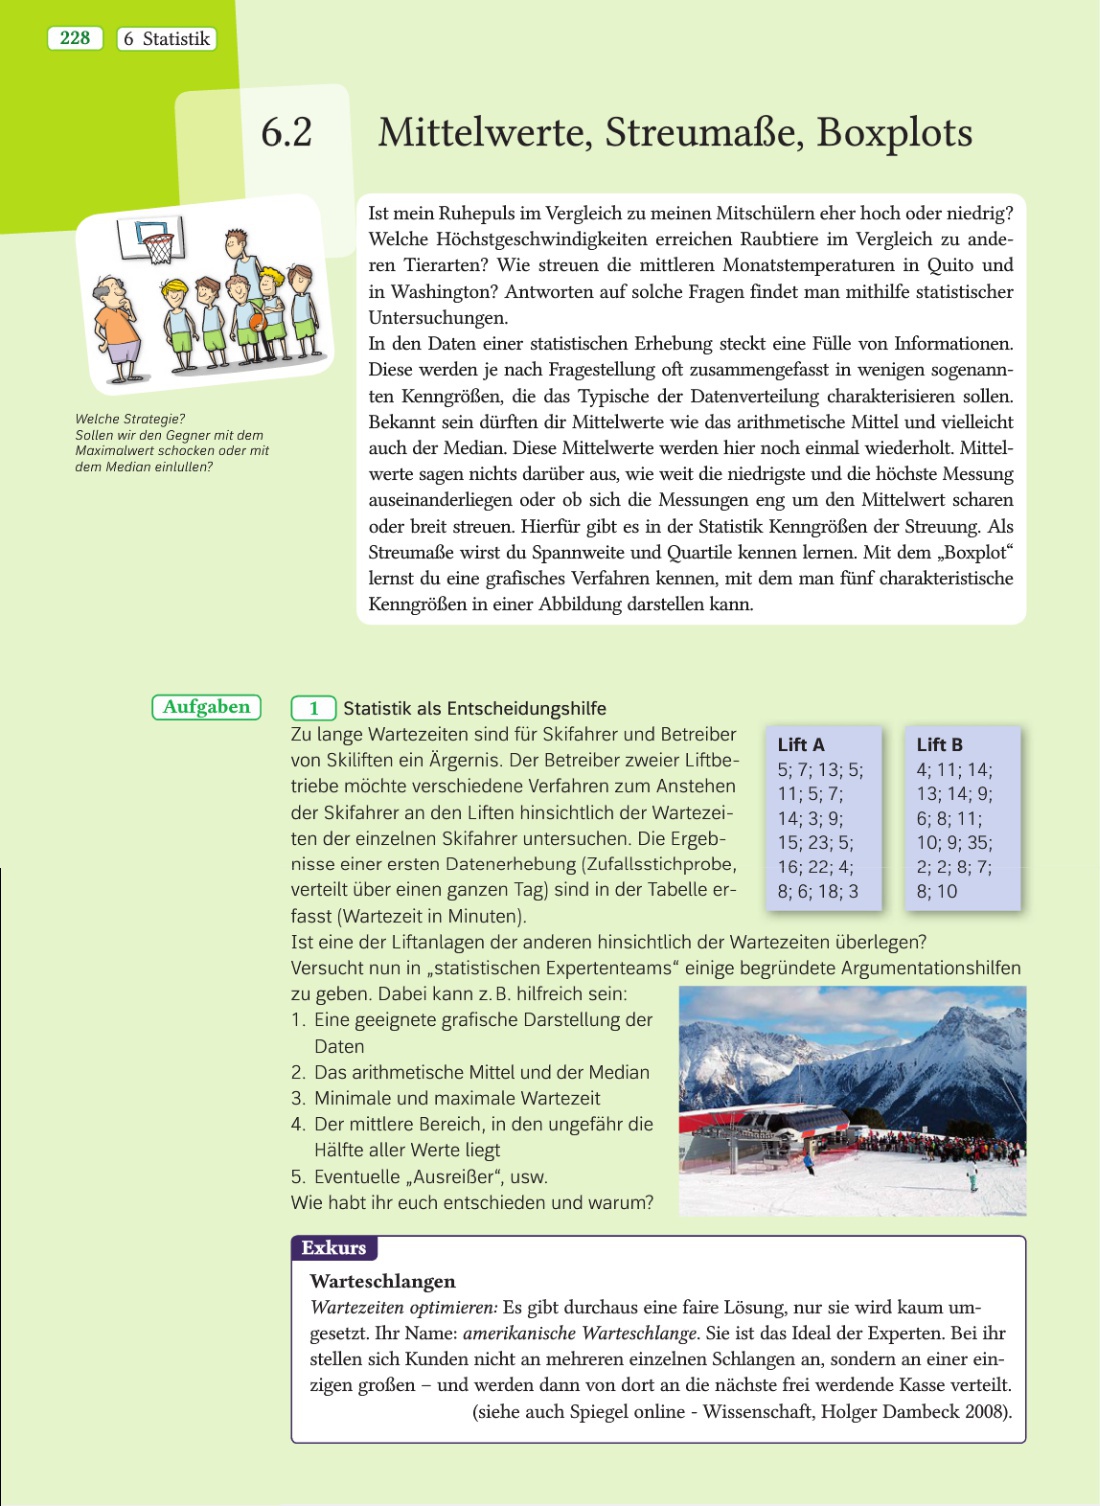 228 6 Statistik
6.2 Mittelwerte, Streumaße, Boxplots
Ist mein Ruhepuls im Vergleich zu meinen Mitschülern eher hoch oder niedrig?
Welche Höchstgeschwindigkeiten erreichen Raubtiere im Vergleich zu ande-
ren Tierarten? Wie streuen die mittleren Monatstemperaturen in Quito und
in Washington? Antworten auf solche Fragen findet man mithilfe statistischer
Untersuchungen.
In den Daten einer statistischen Erhebung steckt eine Fülle von Informationen.
Diese werden je nach Fragestellung oft zusammengefasst in wenigen sogenann-
ten Kenngrößen, die das Typische der Datenverteilung charakterisieren sollen.
Bekannt sein dürften dir Mittelwerte wie das arithmetische Mittel und vielleicht
auch der Median. Diese Mittelwerte werden hier noch einmal wiederholt. Mittel-
werte sagen nichts darüber aus, wie weit die niedrigste und die höchste Messung
auseinanderliegen oder ob sich die Messungen eng um den Mittelwert scharen
oder breit streuen. Hierfür gibt es in der Statistik Kenngrößen der Streuung. Als
Streumaße wirst du Spannweite und Quartile kennen lernen. Mit dem „Boxplot“
lernst du eine grafisches Verfahren kennen, mit dem man fünf charakteristische
Kenngrößen in einer Abbildung darstellen kann.
Welche Strategie?
Sollen wir den Gegner mit dem
Maximalwert schocken oder mit
dem Median einlullen?
Aufgaben
1 Statistik als Entscheidungshilfe
Zu lange Wartezeiten sind für Skifahrer und Betreiber
von Skiliften ein Ärgernis. Der Betreiber zweier Liftbe-
triebe möchte verschiedene Verfahren zum Anstehen
der Skifahrer an den Liften hinsichtlich der Wartezei-
ten der einzelnen Skifahrer untersuchen. Die Ergeb-
nisse einer ersten Datenerhebung (Zufallsstichprobe,
verteilt über einen ganzen Tag) sind in der Tabelle er-
fasst (Wartezeit in Minuten).
Lift A
5; 7; 13; 5;
11; 5; 7;
14; 3; 9;
15; 23; 5;
16; 22; 4;
8; 6; 18; 3
Lift B
4; 11; 14;
13; 14; 9;
6; 8; 11;
10; 9; 35;
2; 2; 8; 7;
8; 10
Ist eine der Liftanlagen der anderen hinsichtlich der Wartezeiten überlegen?
Versucht nun in „statistischen Expertenteams“ einige begründete Argumentationshilfen
zu geben. Dabei kann z. B. hilfreich sein:
1. Eine geeignete grafische Darstellung der
Daten
2. Das arithmetische Mittel und der Median
3. Minimale und maximale Wartezeit
4. Der mittlere Bereich, in den ungefähr die
Hälfte aller Werte liegt
5. Eventuelle „Ausreißer“, usw.
Wie habt ihr euch entschieden und warum?
Exkurs
Warteschlangen
Wartezeiten optimieren: Es gibt durchaus eine faire Lösung, nur sie wird kaum um-
gesetzt. Ihr Name: amerikanische Warteschlange. Sie ist das Ideal der Experten. Bei ihr
stellen sich Kunden nicht an mehreren einzelnen Schlangen an, sondern an einer ein-
zigen großen – und werden dann von dort an die nächste frei werdende Kasse verteilt.
(siehe auch Spiegel online - Wissenschaft, Holger Dambeck 2008).